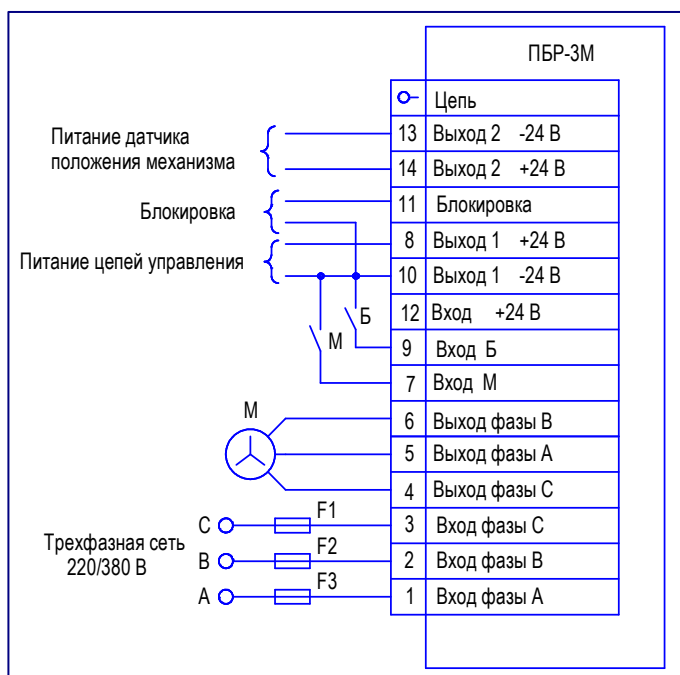 ПБР-3М
Цепь
Питание датчика
положения механизма
13 Выход 2 -24 В
14 Выход 2 +24 В
Блокировка
11 Блокировка
Питание цепей управления
8 Выход 1 +24 В
10 Выход 1 -24 В
12 Вход +24 В
Б
9 Вход Б
М
7 Вход М
М
6 Выход фазы В
5 Выход фазы А
4 Выход фазы С
Трехфазная сеть
220/380 В
С F1 3 Вход фазы С
В F2 2 Вход фазы В
А F3 1 Вход фазы А